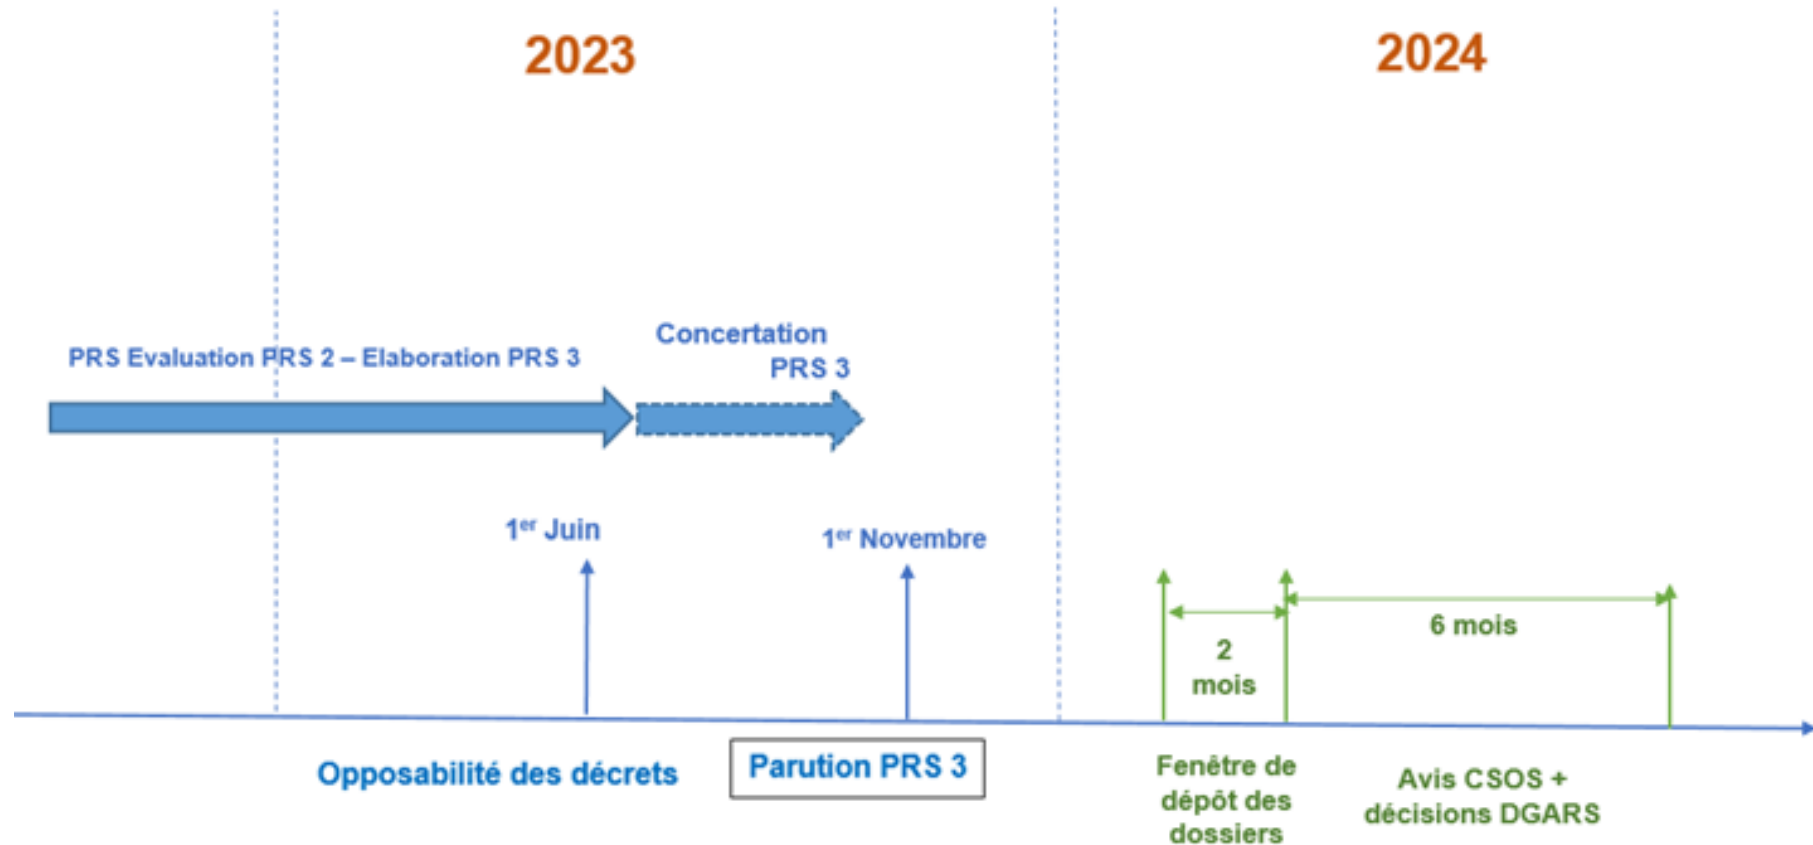 2023
2024
PRS Evaluation PRS 2 – Elaboration PRS 3
Concertation
PRS 3
1er Juin
1er Novembre
2
mois
6 mois
Opposabilité des décrets
Parution PRS 3
Fenêtre de
dépôt des
dossiers
Avis CSOS +
décisions DGARS